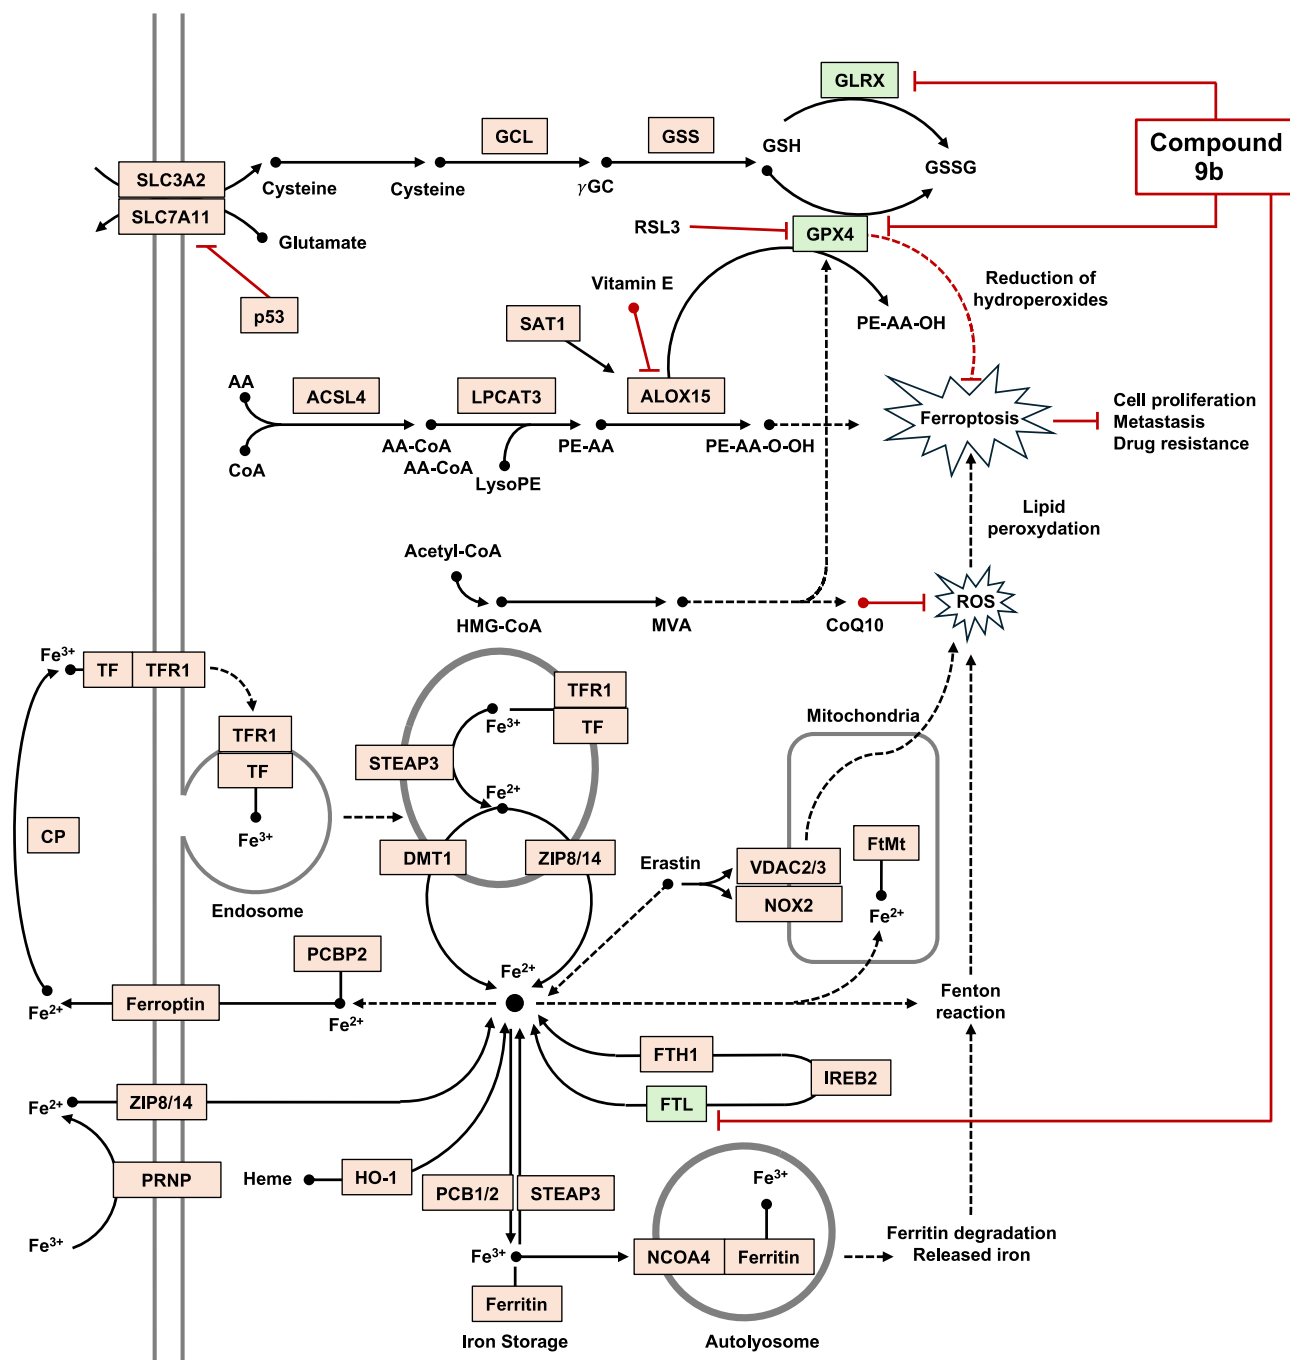 GLRX
Compound
9b
GCL
GSS
GSH
GSSG
SLC3A2
SLC7A11
Cysteine
Cysteine
γGC
Glutamate
RSL3
GPX4
p53
Vitamin E
Reduction of
hydroperoxides
SAT1
PE-AA-OH
AA
ACSL4
LPCAT3
ALOX15
Ferroptosis
Cell proliferation
Metastasis
Drug resistance
CoA
AA-CoA
AA-CoA
LysoPE
PE-AA
PE-AA-O-OH
Lipid
peroxydation
Acetyl-CoA
HMG-CoA
MVA
CoQ10
ROS
Fe³⁺
TF
TFR1
TFR1
TF
Fe³⁺
Endosome
CP
STEAP3
Fe³⁺
TFR1
TF
Fe²⁺
DMT1
ZIP8/14
Mitochondria
Erastin
VDAC2/3
NOX2
FtMt
Fe²⁺
PCBP2
Fe²⁺
Fe²⁺
Ferroptin
Fe²⁺
Fenton
reaction
FTH1
IREB2
FTL
Fe²⁺
ZIP8/14
PRNP
Fe³⁺
Heme
HO-1
PCB1/2
STEAP3
Fe³⁺
Ferritin
Iron Storage
Fe³⁺
NCOA4
Ferritin
Autolyosome
Ferritin degradation
Released iron